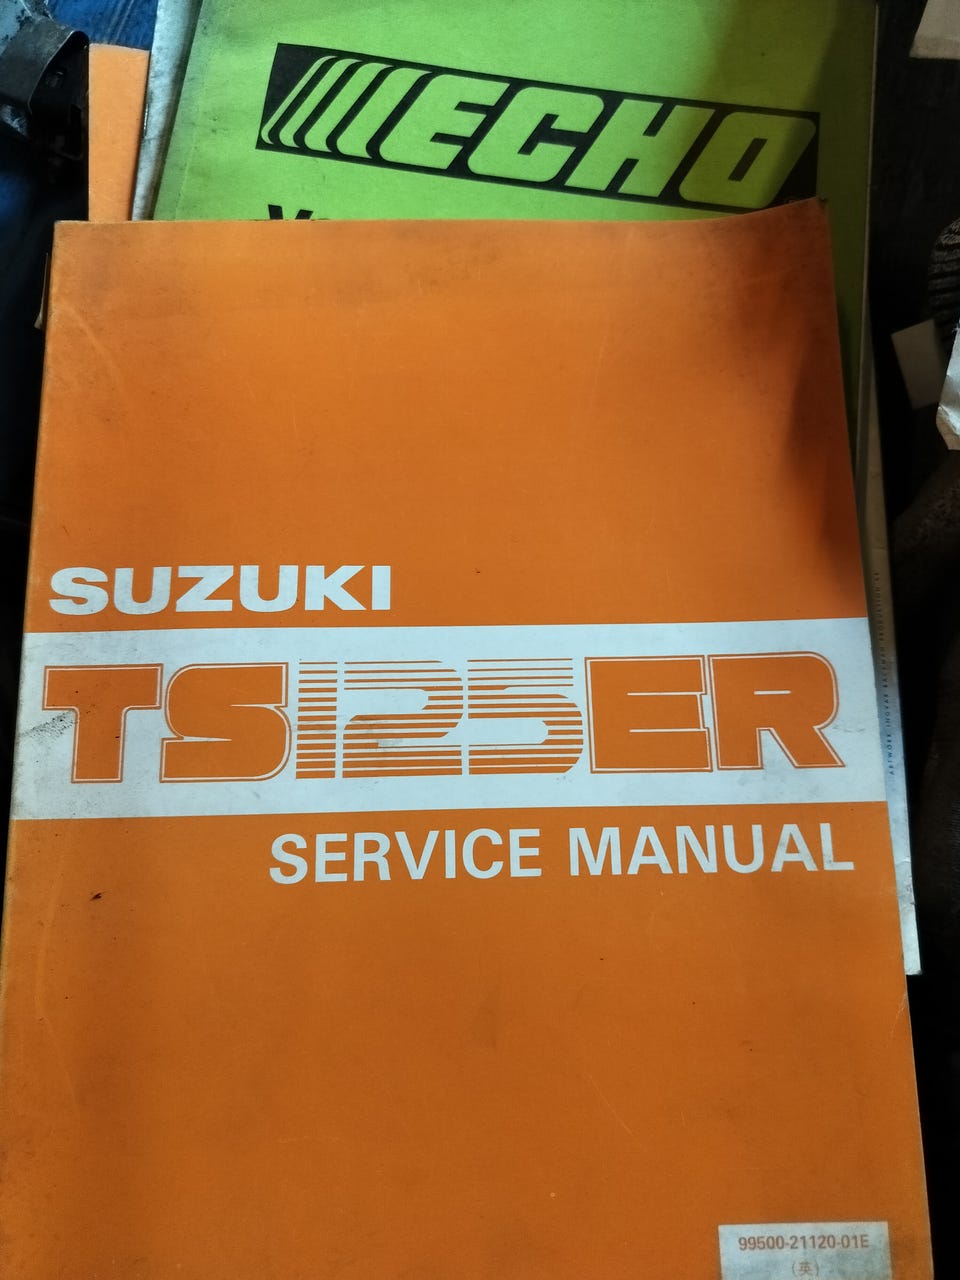 ECHO
SUZUKI
TS125ER
SERVICE MANUAL
99500-21120-01E
(英)